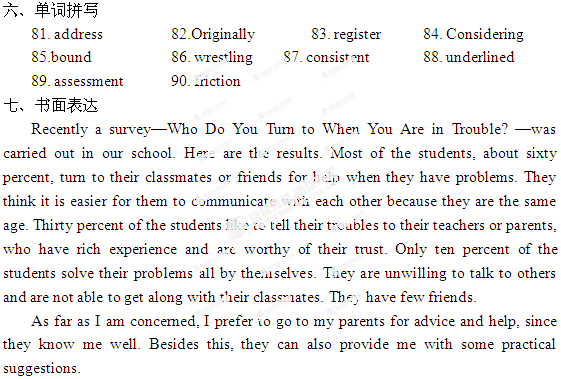 六、单词拼写
81. address 82.Originally 83. register 84. Considering
85.bound 86. wrestling 87. consistent 88. underlined
89. assessment 90. friction
七、书面表达
Recently a survey—Who Do You Turn to When You Are in Trouble? —was
carried out in our school. Here are the results. Most of the students, about sixty
percent, turn to their classmates or friends for help when they have problems. They
think it is easier for them to communicate with each other because they are the same
age. Thirty percent of the students like to tell their troubles to their teachers or parents,
who have rich experience and are worthy of their trust. Only ten percent of the
students solve their problems all by themselves. They are unwilling to talk to others
and are not able to get along with their classmates. They have few friends.
As far as I am concerned, I prefer to go to my parents for advice and help, since
they know me well. Besides this, they can also provide me with some practical
suggestions.